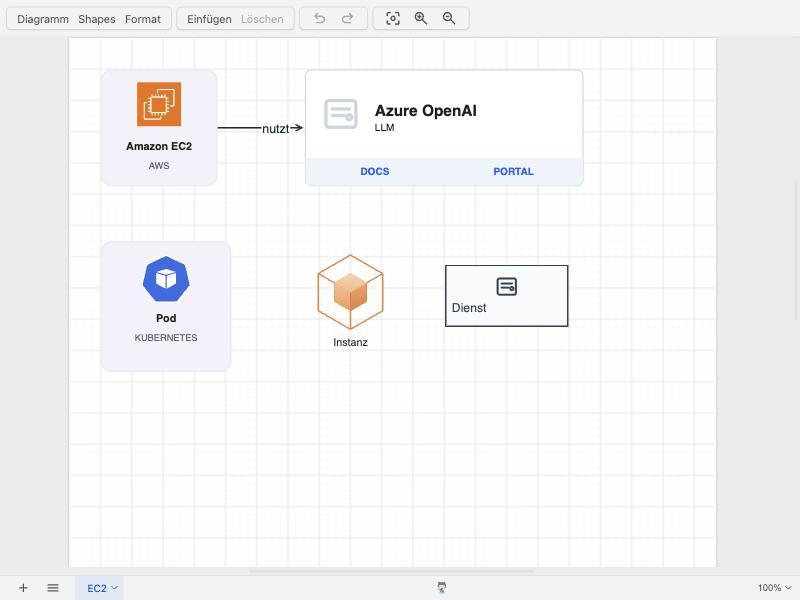 Diagramm Shapes Format
Einfügen Löschen
Amazon EC2
AWS
nutzt
Azure OpenAI
LLM
DOCS
PORTAL
Pod
KUBERNETES
Instanz
Dienst
EC2
100%